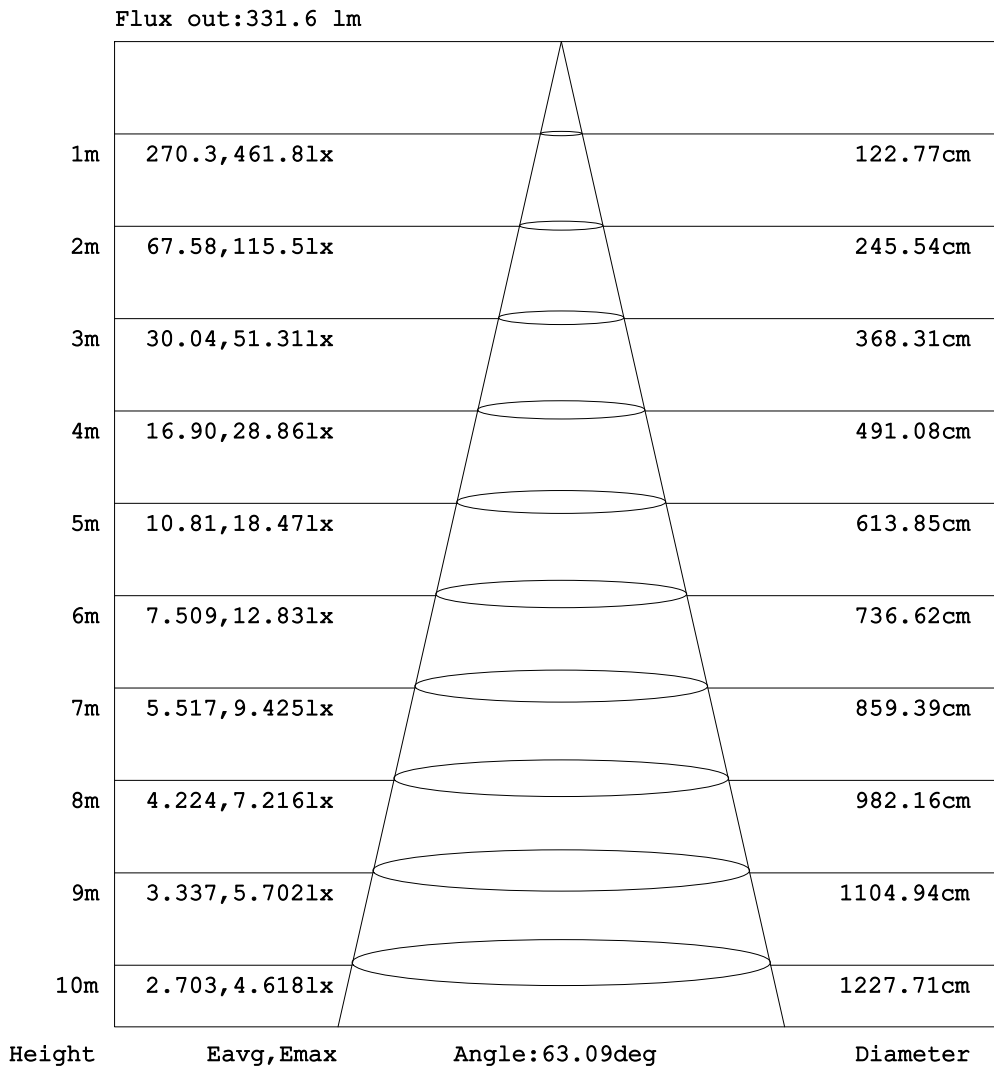 Flux out:331.6 lm
1m 270.3,461.8lx 122.77cm
2m 67.58,115.5lx 245.54cm
3m 30.04,51.31lx 368.31cm
4m 16.90,28.86lx 491.08cm
5m 10.81,18.47lx 613.85cm
6m 7.509,12.83lx 736.62cm
7m 5.517,9.425lx 859.39cm
8m 4.224,7.216lx 982.16cm
9m 3.337,5.702lx 1104.94cm
10m 2.703,4.618lx 1227.71cm
Height Eavg,Emax Angle:63.09deg Diameter